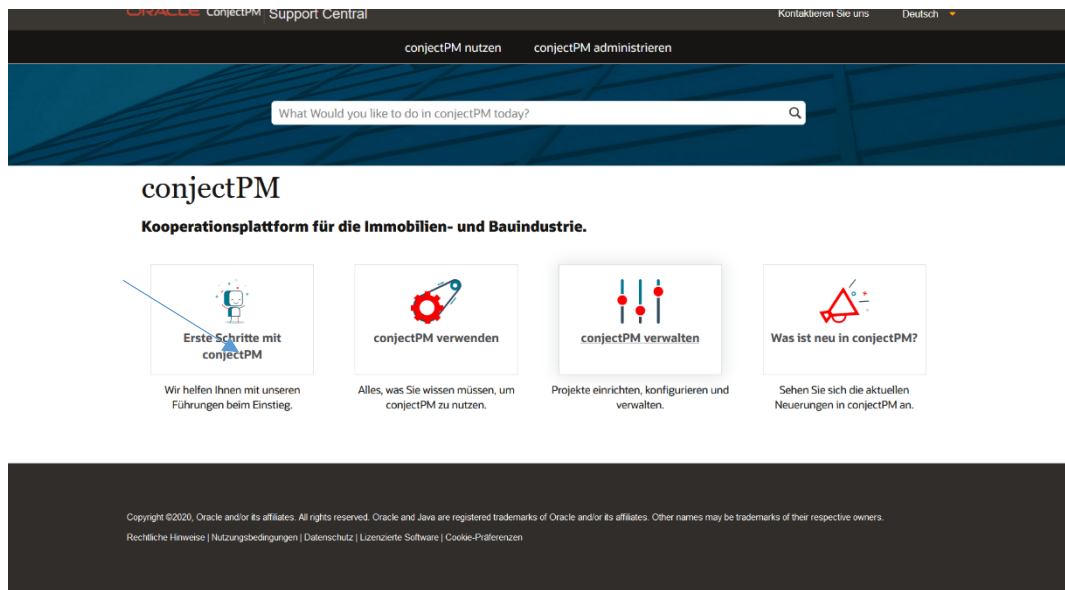 ORACLE ConjectPM Support Central
Kontaktieren Sie uns Deutsch
conjectPM nutzen conjectPM administrieren
What Would you like to do in conjectPM today?
conjectPM
Kooperationsplattform für die Immobilien- und Bauindustrie.
Erste Schritte mit
conjectPM
Wir helfen Ihnen mit unseren
Führungen beim Einstieg.
conjectPM verwenden
Alles, was Sie wissen müssen, um
conjectPM zu nutzen.
conjectPM verwalten
Projekte einrichten, konfigurieren und
verwalten.
Was ist neu in conjectPM?
Sehen Sie sich die aktuellen
Neuerungen in conjectPM an.
Copyright ©2020, Oracle and/or its affiliates. All rights reserved. Oracle and Java are registered trademarks of Oracle and/or its affiliates. Other names may be trademarks of their respective owners.
Rechtliche Hinweise | Nutzungsbedingungen | Datenschutz | Lizenzierte Software | Cookie-Präferenzen